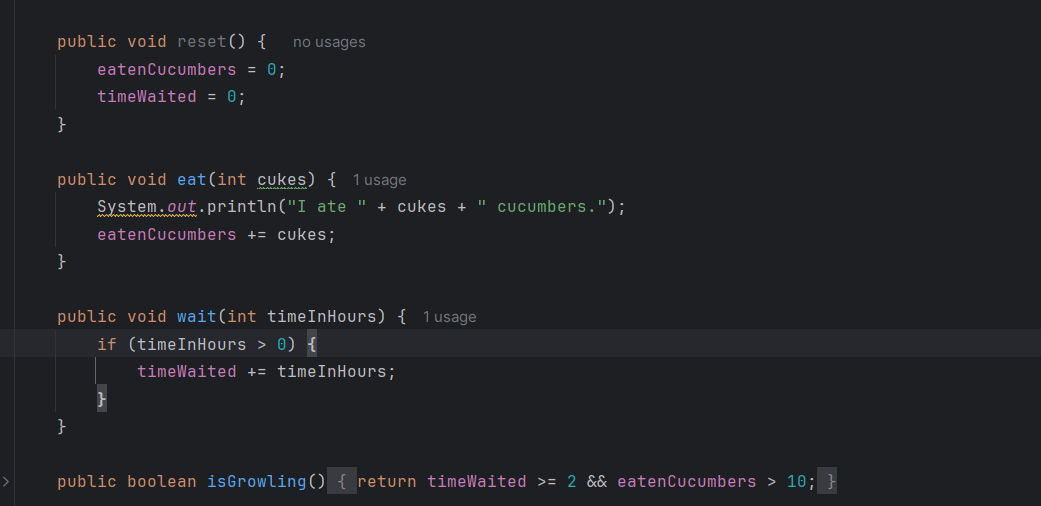 public void reset() {   no usages
    eatenCucumbers = 0;
    timeWaited = 0;
}
public void eat(int cukes) {   1 usage
    System.out.println("I ate " + cukes + " cucumbers.");
    eatenCucumbers += cukes;
}
public void wait(int timeInHours) {   1 usage
    if (timeInHours > 0) {
        timeWaited += timeInHours;
    }
}
public boolean isGrowling() { return timeWaited >= 2 && eatenCucumbers > 10; }